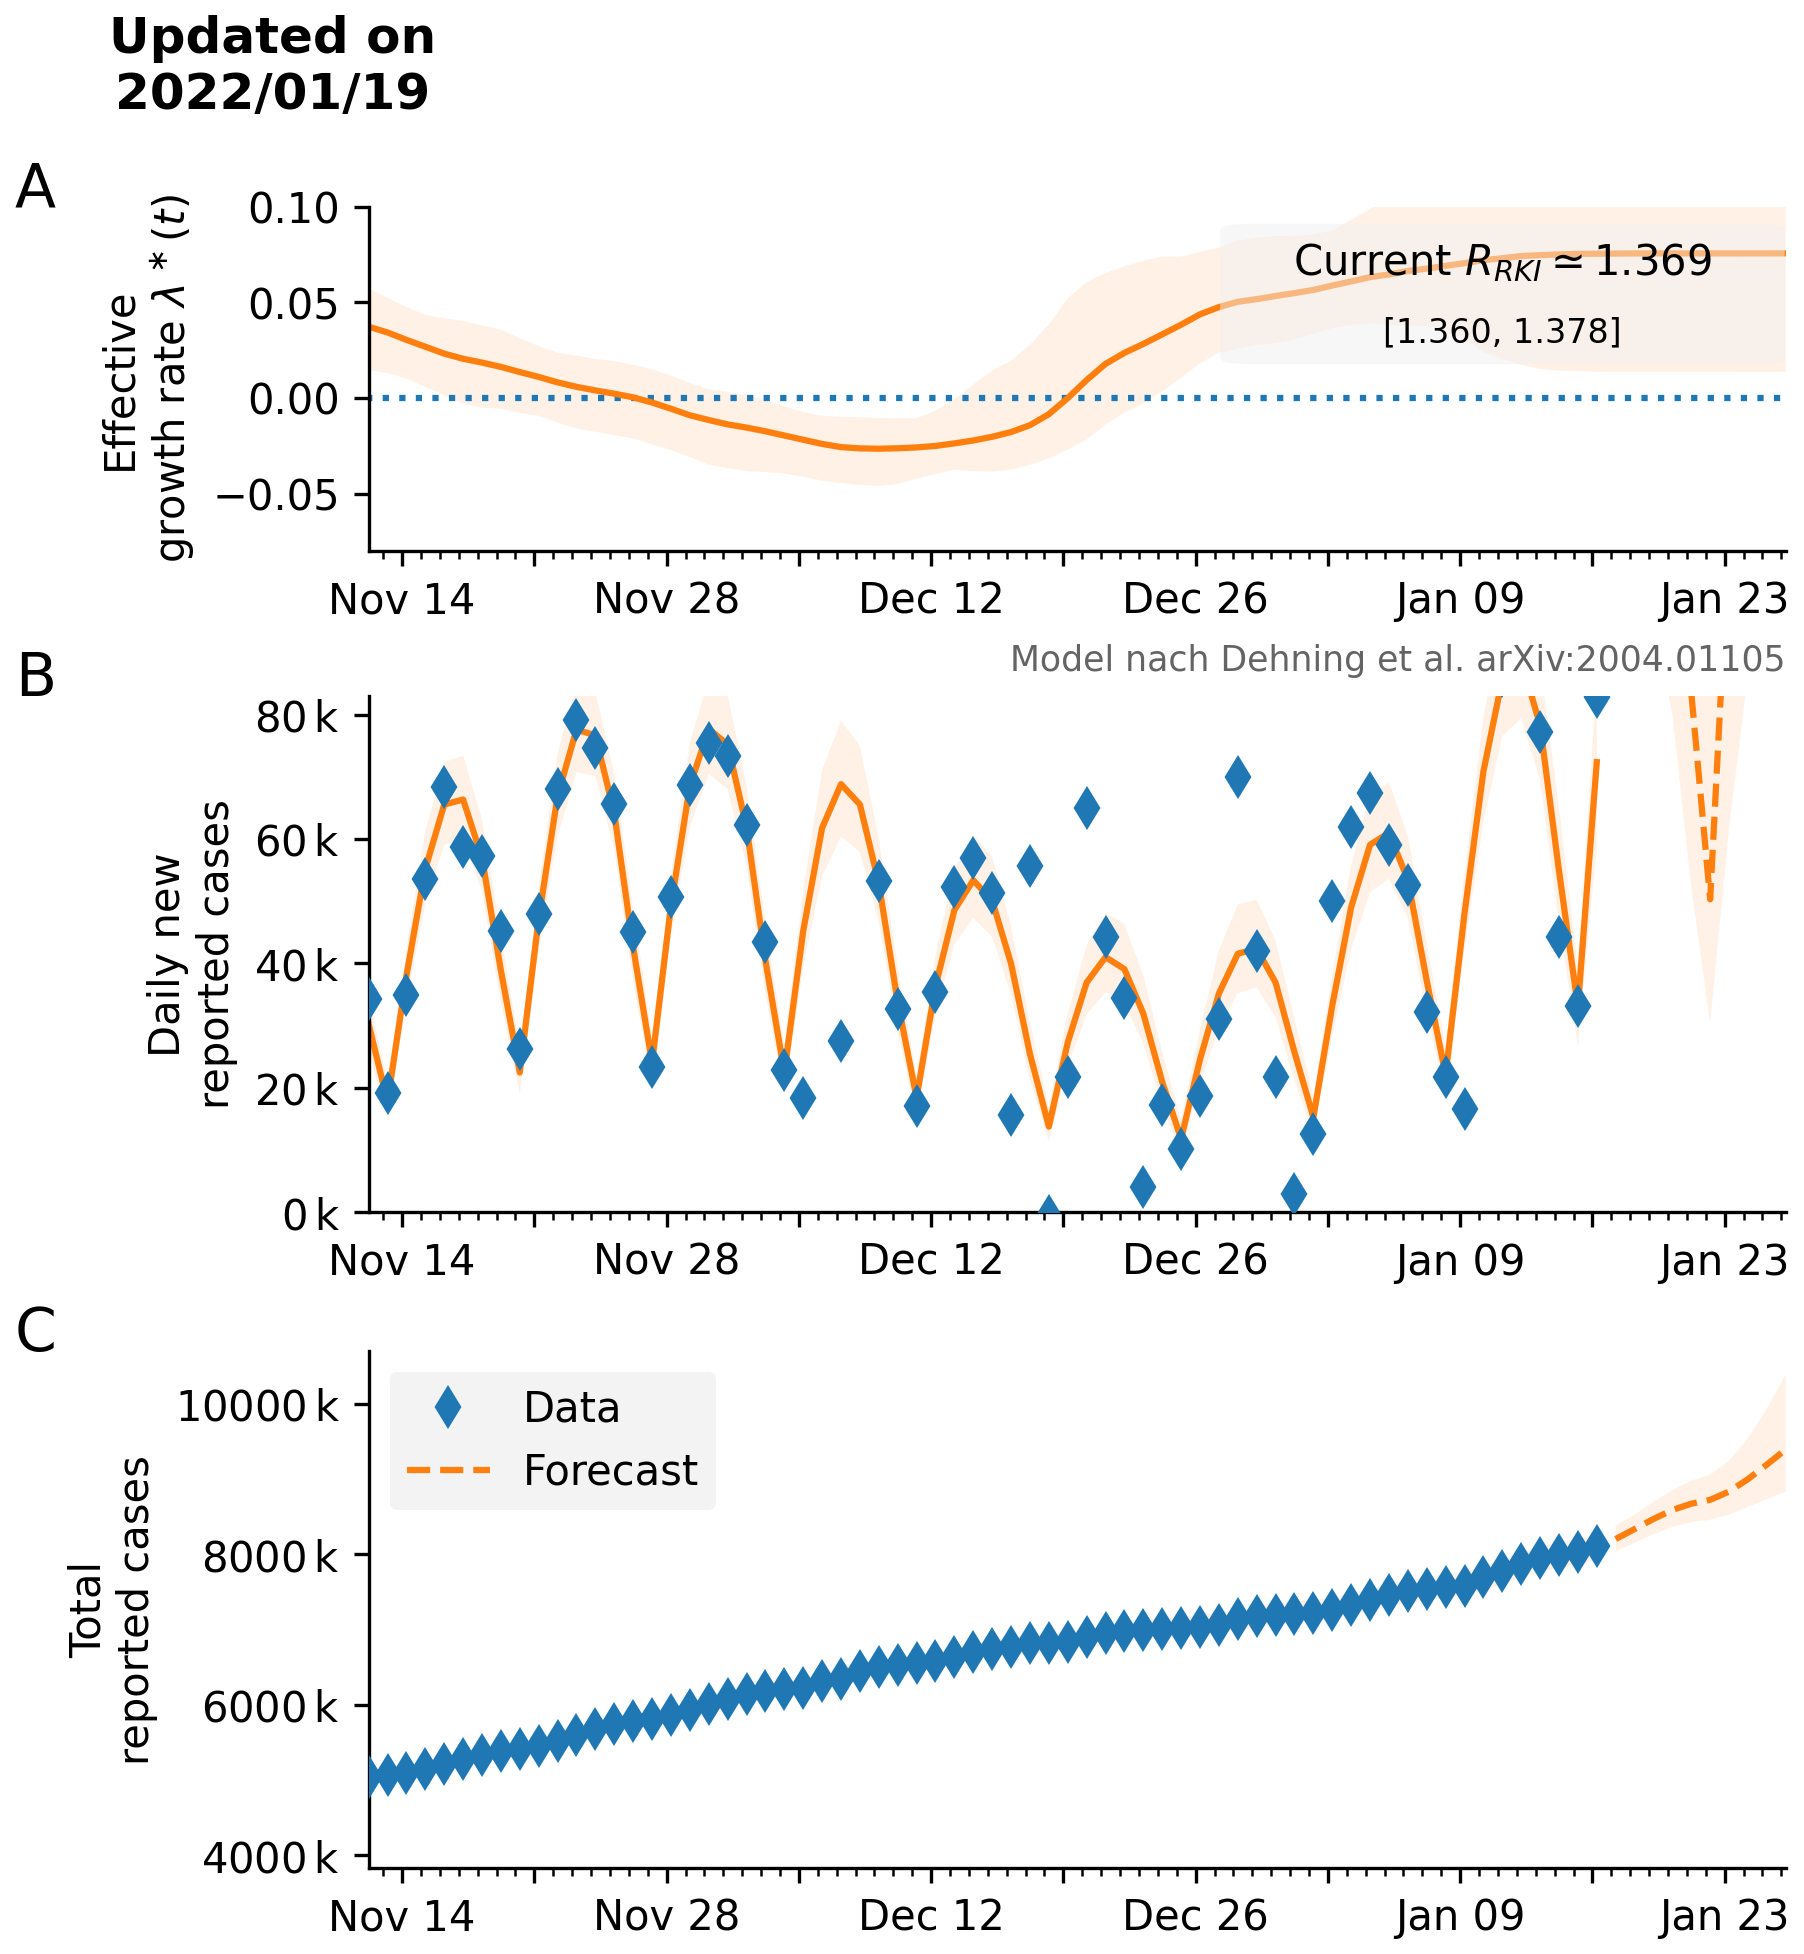 Updated on
2022/01/19
A
Effective
growth rate λ * (t)
0.10
0.05
0.00
−0.05
Current R_RKI ≃ 1.369
[1.360, 1.378]
Nov 14
Nov 28
Dec 12
Dec 26
Jan 09
Jan 23
B
Model nach Dehning et al. arXiv:2004.01105
Daily new
reported cases
80 k
60 k
40 k
20 k
0 k
Nov 14
Nov 28
Dec 12
Dec 26
Jan 09
Jan 23
C
Total
reported cases
10000 k
8000 k
6000 k
4000 k
Data
Forecast
Nov 14
Nov 28
Dec 12
Dec 26
Jan 09
Jan 23